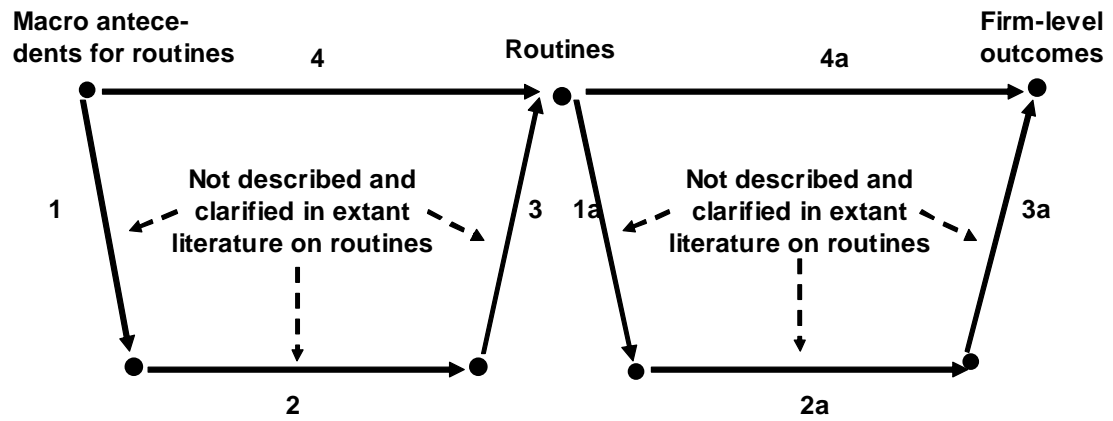 Macro antece-
dents for routines
4
Routines
4a
Firm-level
outcomes
1
Not described and
clarified in extant
literature on routines
3
1a
Not described and
clarified in extant
literature on routines
3a
2
2a